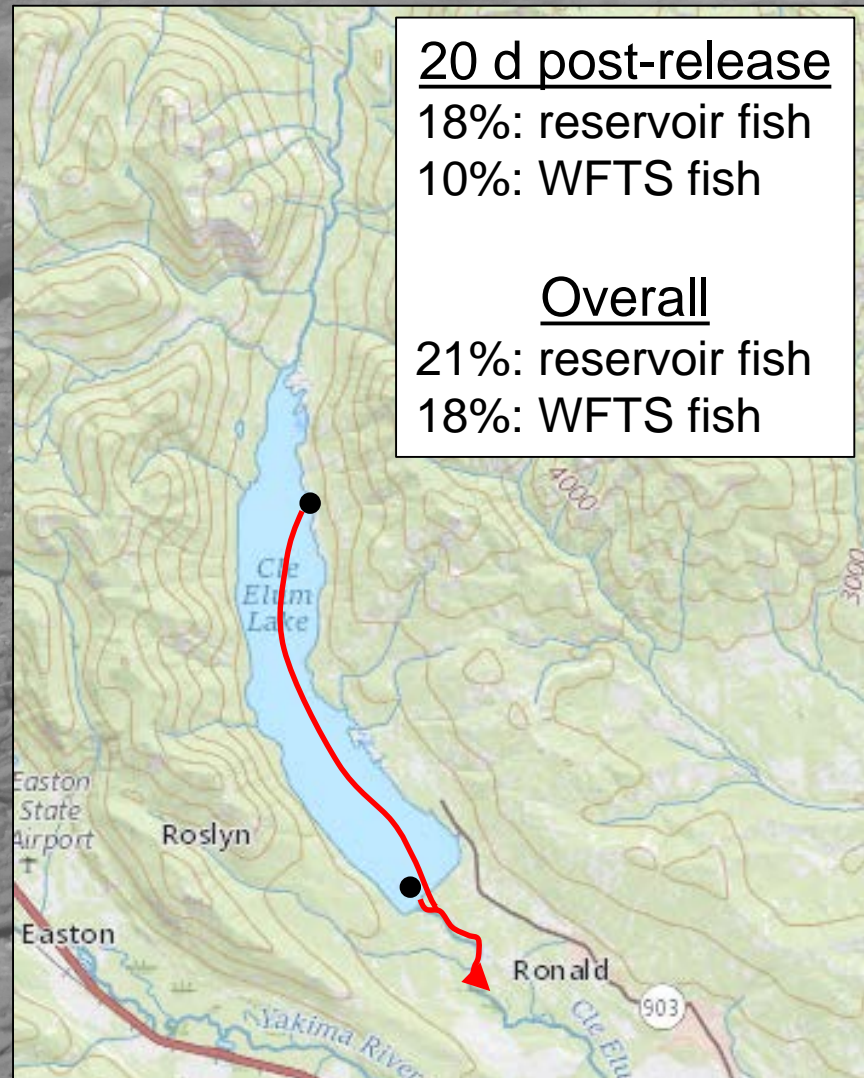 20 d post-release
18%: reservoir fish
10%: WFTS fish
Overall
21%: reservoir fish
18%: WFTS fish
4000
3000
Cle
Elum
Lake
Easton
State
Airport
Roslyn
Easton
Ronald
903
Yakima River
Cle Elu